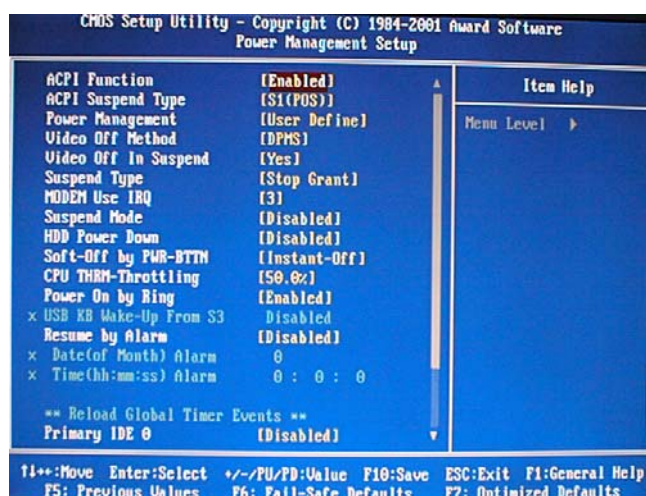 CMOS Setup Utility - Copyright (C) 1984-2001 Award Software
Power Management Setup
ACPI Function [Enabled]
ACPI Suspend Type [S1(POS)]
Power Management [User Define]
Video Off Method [DPMS]
Video Off In Suspend [Yes]
Suspend Type [Stop Grant]
MODEM Use IRQ [3]
Suspend Mode [Disabled]
HDD Power Down [Disabled]
Soft-Off by PWR-BTTN [Instant-Off]
CPU THRM-Throttling [50.0%]
Power On by Ring [Enabled]
x USB KB Wake-Up From S3 Disabled
Resume by Alarm [Disabled]
x Date(of Month) Alarm 0
x Time(hh:mm:ss) Alarm 0 : 0 : 0
** Reload Global Timer Events **
Primary IDE 0 [Disabled]
Item Help
Menu Level ▸
↑↓→←:Move Enter:Select +/-/PU/PD:Value F10:Save ESC:Exit F1:General Help
F5: Previous Values F6: Fail-Safe Defaults F7: Optimized Defaults